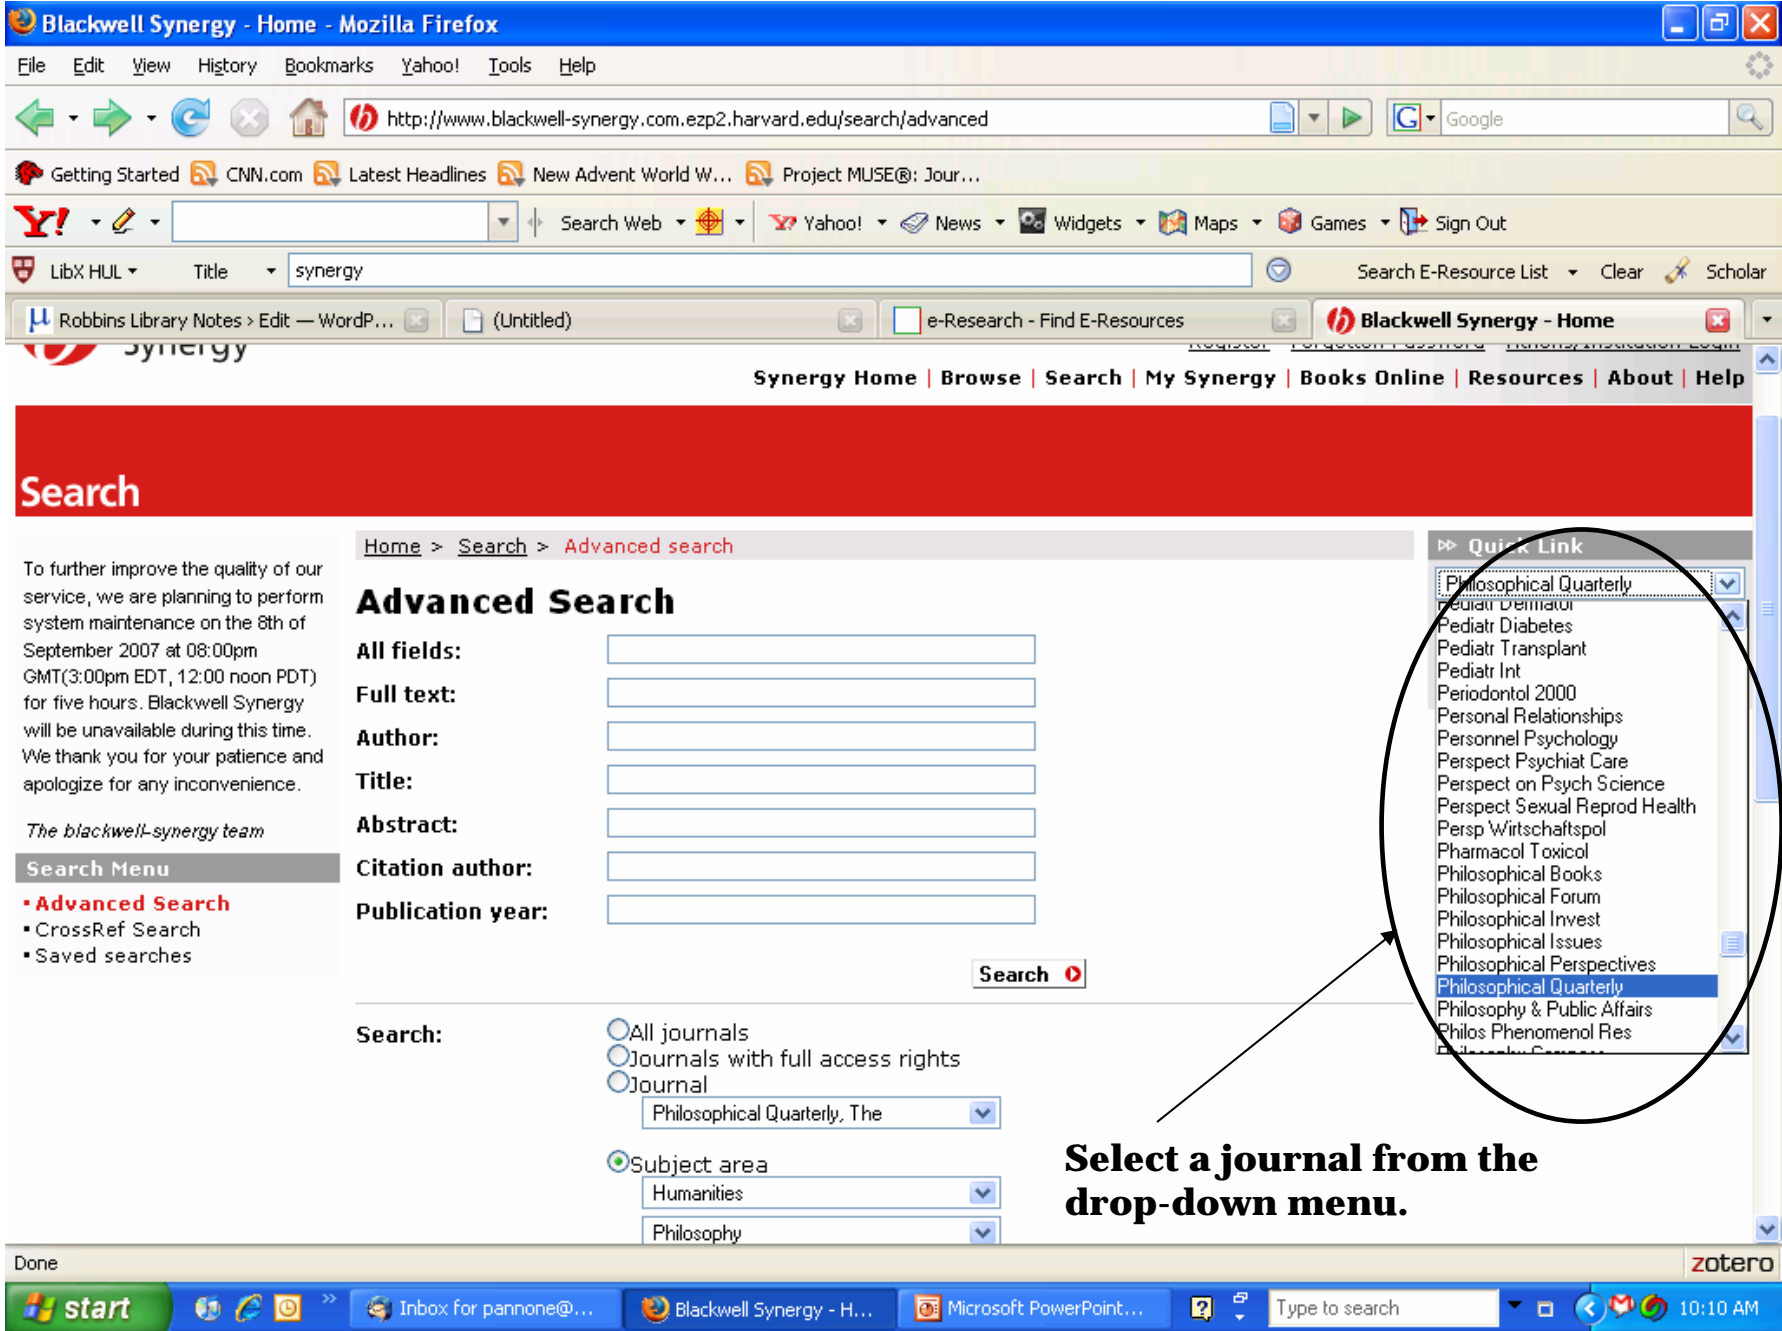 Blackwell Synergy - Home - Mozilla Firefox
File Edit View History Bookmarks Yahoo! Tools Help
http://www.blackwell-synergy.com.ezp2.harvard.edu/search/advanced
G Google
Getting Started CNN.com Latest Headlines New Advent World W... Project MUSE®: Jour...
Y! Search Web Yahoo! News Widgets Maps Games Sign Out
LibX HUL Title synergy Search E-Resource List Clear Scholar
Robbins Library Notes > Edit — WordP... (Untitled) e-Research - Find E-Resources Blackwell Synergy - Home
Synergy Register Forgotten Password Athens/Institution Login
Synergy Home | Browse | Search | My Synergy | Books Online | Resources | About | Help
Search
To further improve the quality of our
service, we are planning to perform
system maintenance on the 8th of
September 2007 at 08:00pm
GMT(3:00pm EDT, 12:00 noon PDT)
for five hours. Blackwell Synergy
will be unavailable during this time.
We thank you for your patience and
apologize for any inconvenience.
The blackwell-synergy team
Search Menu
Advanced Search
CrossRef Search
Saved searches
Home > Search > Advanced search
Advanced Search
All fields:
Full text:
Author:
Title:
Abstract:
Citation author:
Publication year:
Search
Search:
All journals
Journals with full access rights
Journal
Philosophical Quarterly, The
Subject area
Humanities
Philosophy
Quick Link
Philosophical Quarterly
Pediatr Dermatol
Pediatr Diabetes
Pediatr Transplant
Pediatr Int
Periodontol 2000
Personal Relationships
Personnel Psychology
Perspect Psychiat Care
Perspect on Psych Science
Perspect Sexual Reprod Health
Persp Wirtschaftspol
Pharmacol Toxicol
Philosophical Books
Philosophical Forum
Philosophical Invest
Philosophical Issues
Philosophical Perspectives
Philosophical Quarterly
Philosophy & Public Affairs
Philos Phenomenol Res
Philosophy Compass
Select a journal from the
drop-down menu.
Done zotero
start Inbox for pannone@... Blackwell Synergy - H... Microsoft PowerPoint... Type to search 10:10 AM